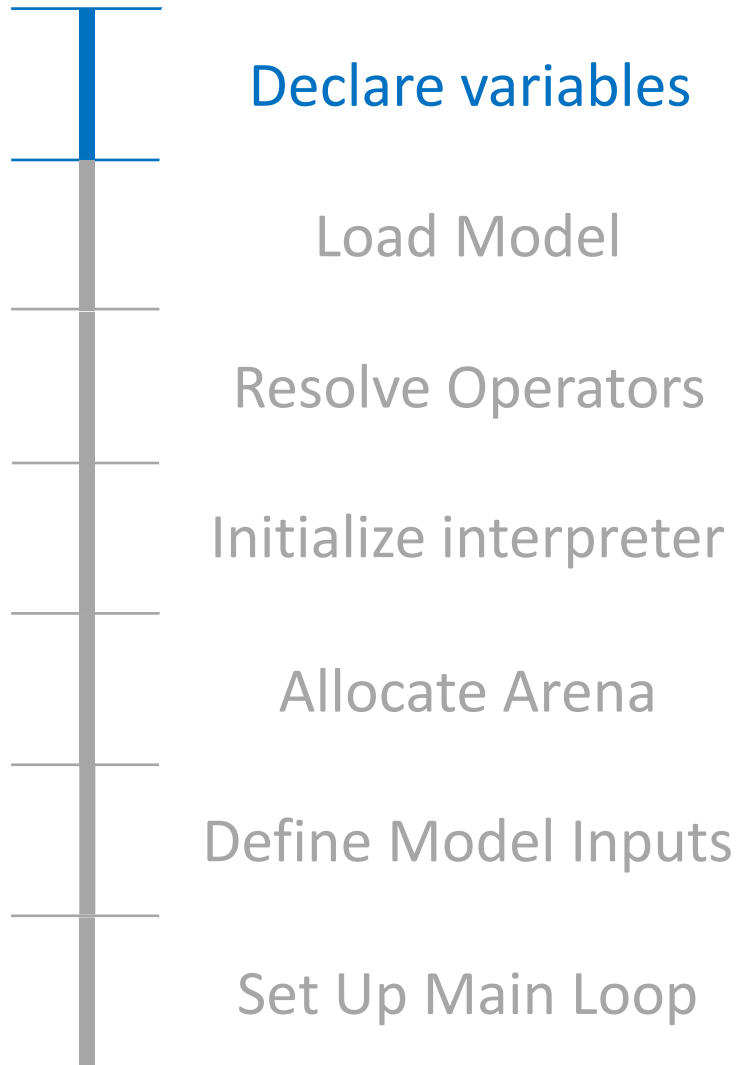 Declare variables
Load Model
Resolve Operators
Initialize interpreter
Allocate Arena
Define Model Inputs
Set Up Main Loop